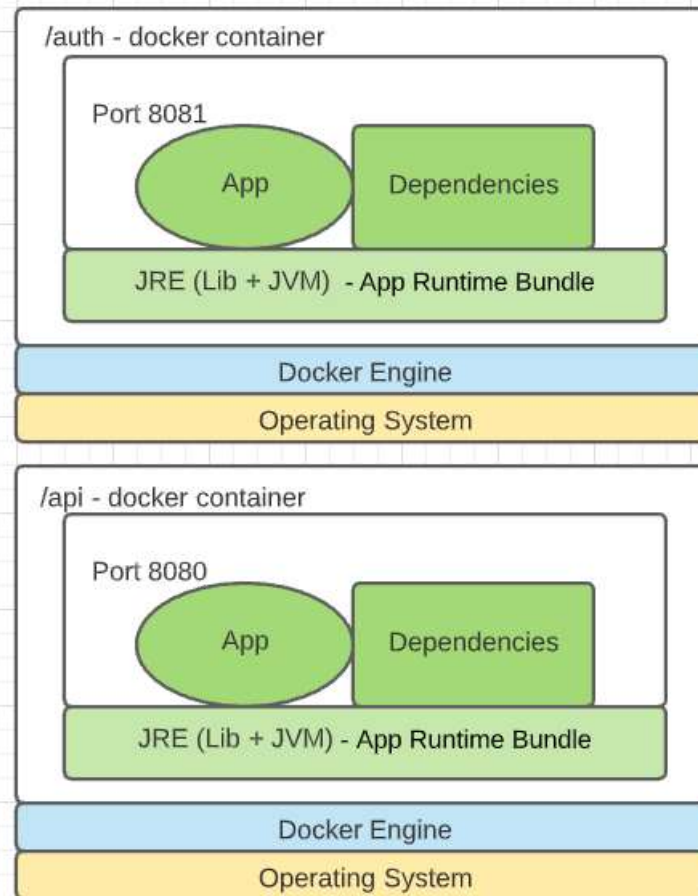 /auth - docker container
Port 8081
App
Dependencies
JRE (Lib + JVM) - App Runtime Bundle
Docker Engine
Operating System
/api - docker container
Port 8080
App
Dependencies
JRE (Lib + JVM) - App Runtime Bundle
Docker Engine
Operating System